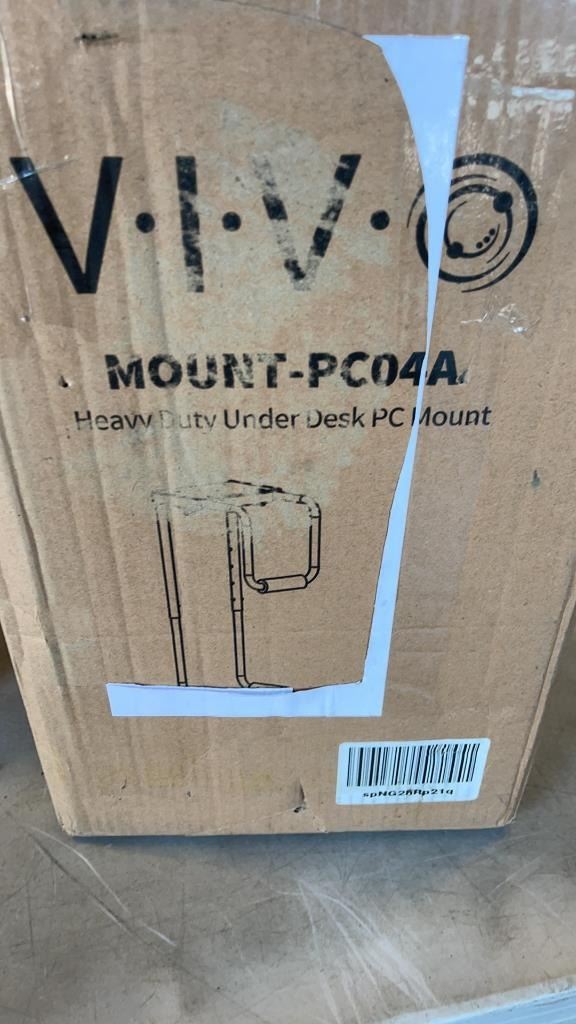 V·I·V·O
MOUNT-PC04A
Heavy Duty Under Desk PC Mount